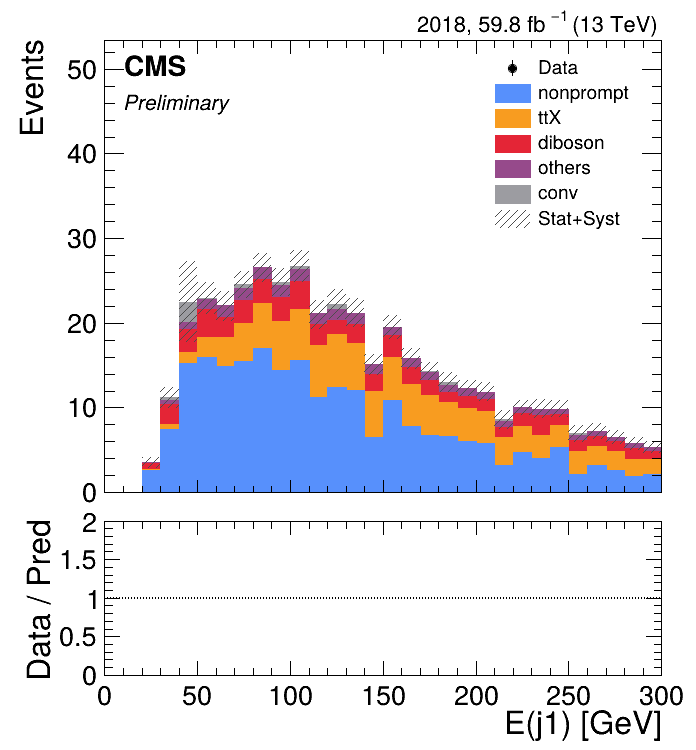 2018, 59.8 fb⁻¹ (13 TeV)
CMS
Preliminary
Events
50
40
30
20
10
0
Data
nonprompt
ttX
diboson
others
conv
Stat+Syst
Data / Pred
2
1.5
1
0.5
0
0 50 100 150 200 250 300
E(j1) [GeV]